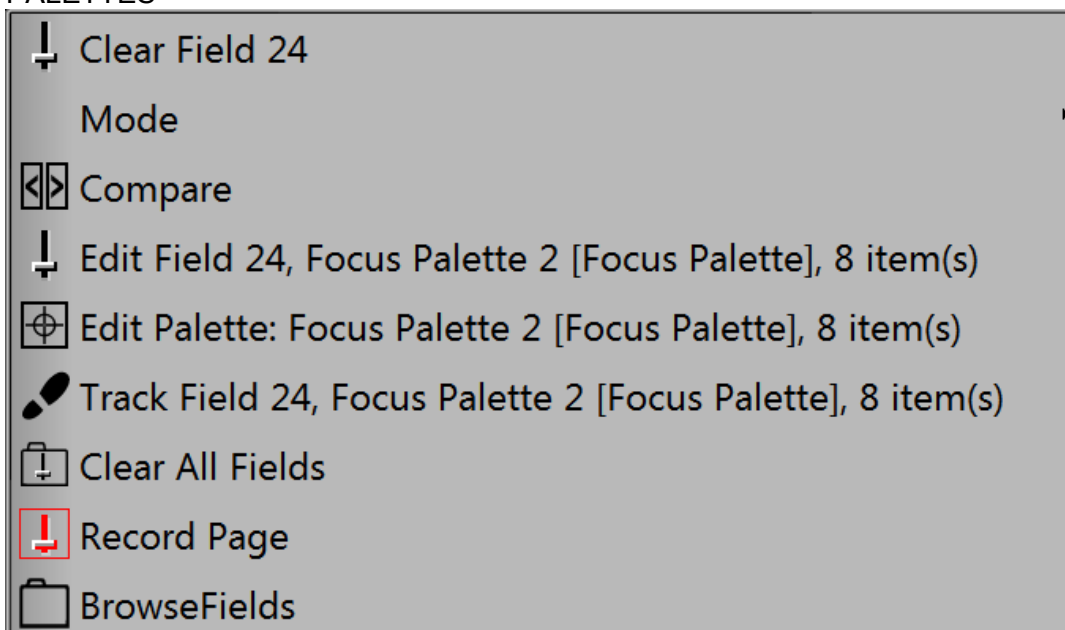 PALETTES
Clear Field 24
Mode
Compare
Edit Field 24, Focus Palette 2 [Focus Palette], 8 item(s)
Edit Palette: Focus Palette 2 [Focus Palette], 8 item(s)
Track Field 24, Focus Palette 2 [Focus Palette], 8 item(s)
Clear All Fields
Record Page
BrowseFields